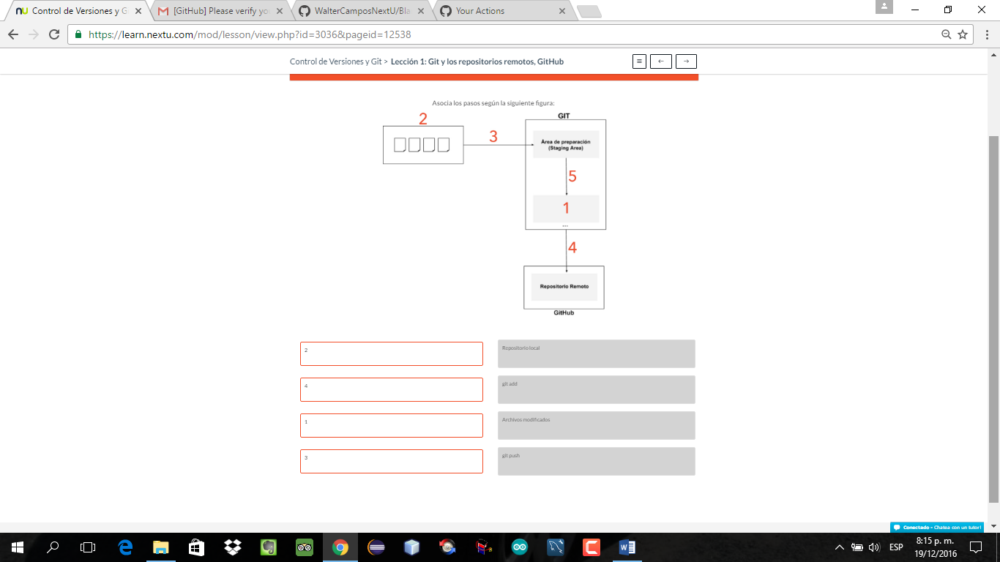 Control de Versiones y G
[GitHub] Please verify yo
WalterCamposNextU/Bla
Your Actions
https://learn.nextu.com/mod/lesson/view.php?id=3036&pageid=12538
Control de Versiones y Git > Lección 1: Git y los repositorios remotos, GitHub
Asocia los pasos según la siguiente figura:
2
GIT
3
Área de preparación
(Staging Area)
5
1
...
4
Repositorio Remoto
GitHub
2
Repositorio local
4
git add
1
Archivos modificados
3
git push
Conectado - Chatea con un tutor!
ESP
8:15 p. m.
19/12/2016